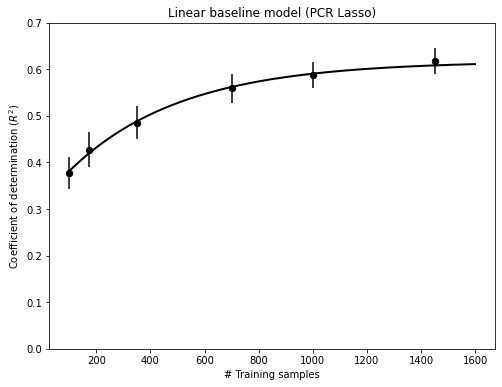 Linear baseline model (PCR Lasso)
Coefficient of determination (R²)
0.7
0.6
0.5
0.4
0.3
0.2
0.1
0.0
200 400 600 800 1000 1200 1400 1600
# Training samples